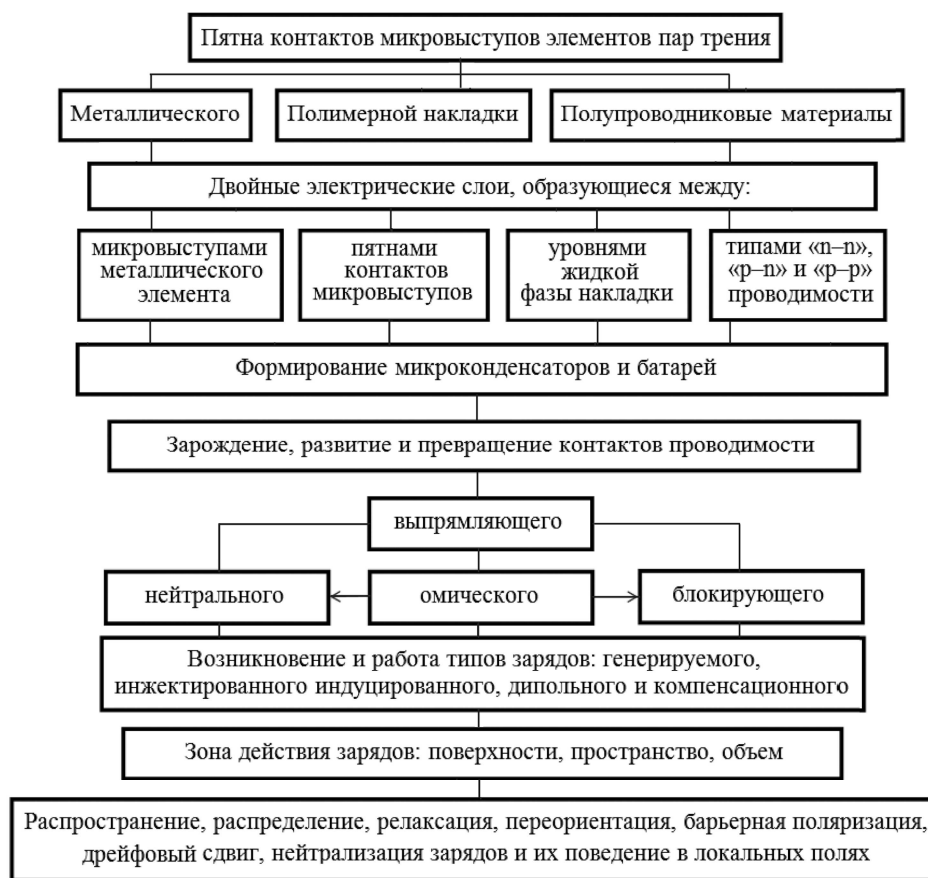 Пятна контактов микровыступов элементов пар трения
Металлического
Полимерной накладки
Полупроводниковые материалы
Двойные электрические слои, образующиеся между:
микровыступами
металлического
элемента
пятнами
контактов
микровыступов
уровнями
жидкой
фазы накладки
типами «n–n»,
«p–n» и «p–p»
проводимости
Формирование микроконденсаторов и батарей
Зарождение, развитие и превращение контактов проводимости
выпрямляющего
нейтрального
омического
блокирующего
Возникновение и работа типов зарядов: генерируемого,
инжектированного индуцированного, дипольного и компенсационного
Зона действия зарядов: поверхности, пространство, объем
Распространение, распределение, релаксация, переориентация, барьерная поляризация,
дрейфовый сдвиг, нейтрализация зарядов и их поведение в локальных полях